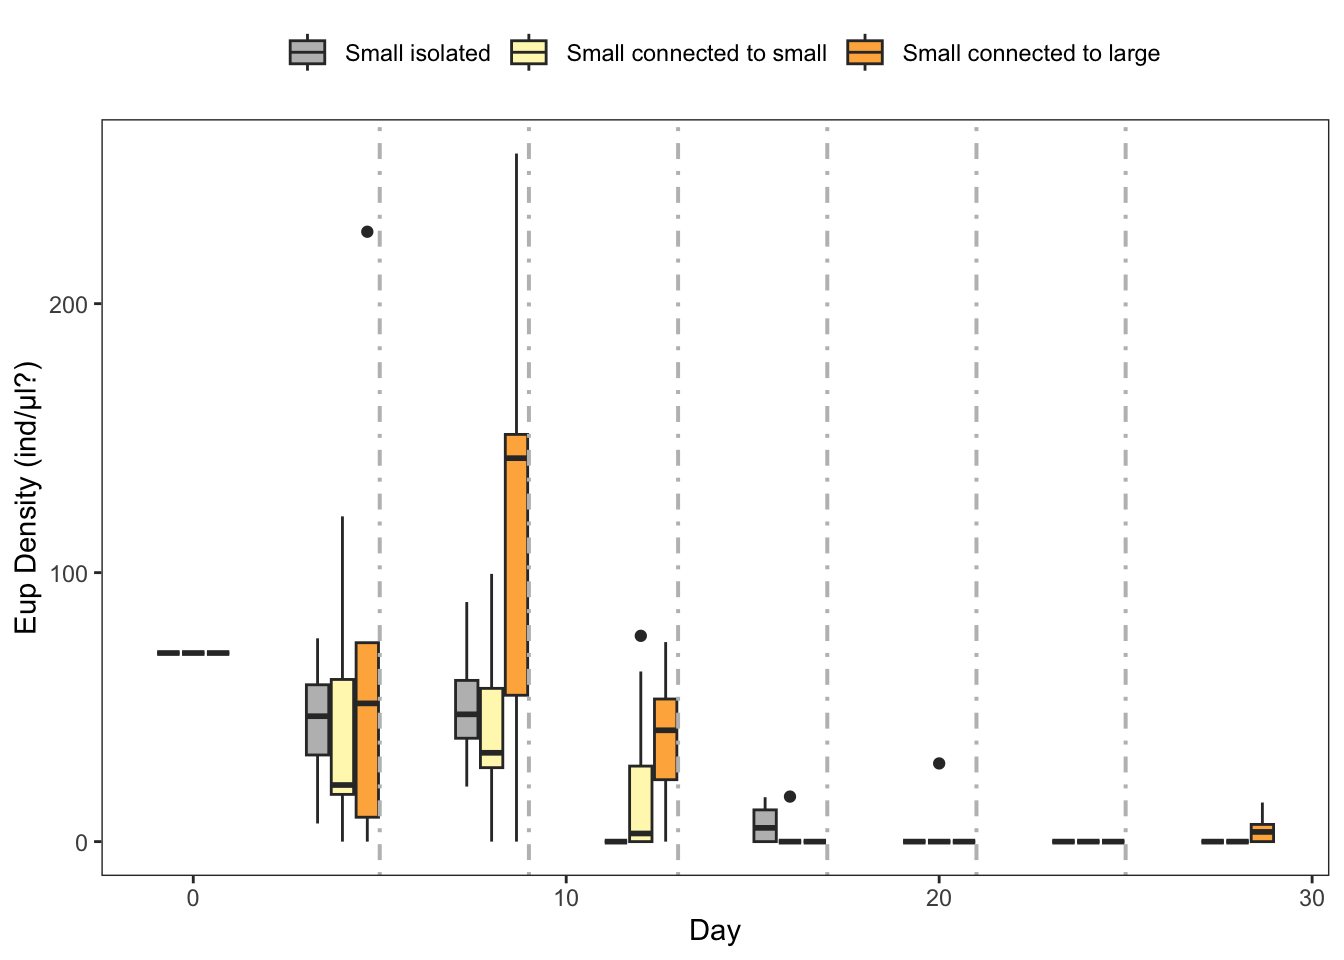 Small isolated Small connected to small Small connected to large
Eup Density (ind/μl?)
200
100
0
0 10 20 30
Day